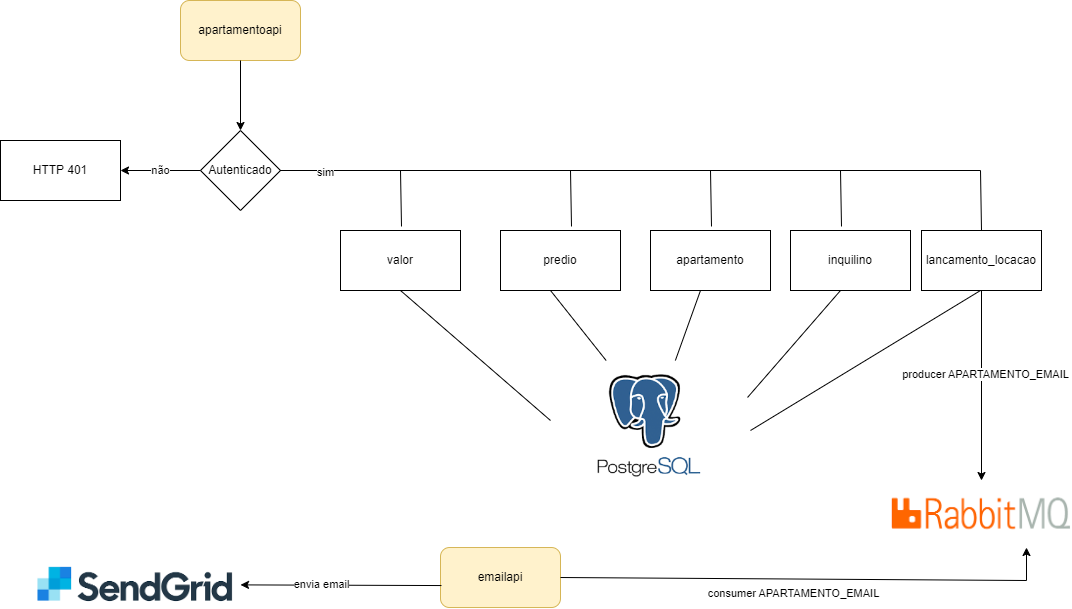 apartamentoapi
HTTP 401
não
Autenticado
sim
valor
predio
apartamento
inquilino
lancamento_locacao
producer APARTAMENTO_EMAIL
PostgreSQL
RabbitMQ
SendGrid
envia email
emailapi
consumer APARTAMENTO_EMAIL